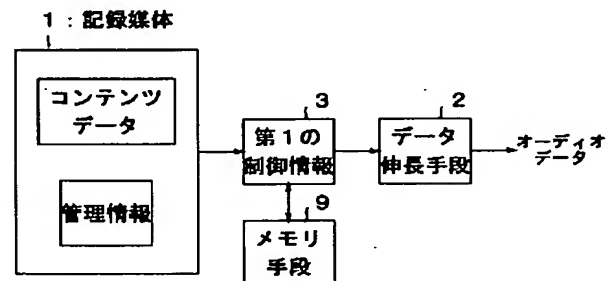 1：記録媒体
コンテンツ
データ
管理情報
3
第1の
制御情報
2
データ
伸長手段
オーディオ
データ
9
メモリ
手段